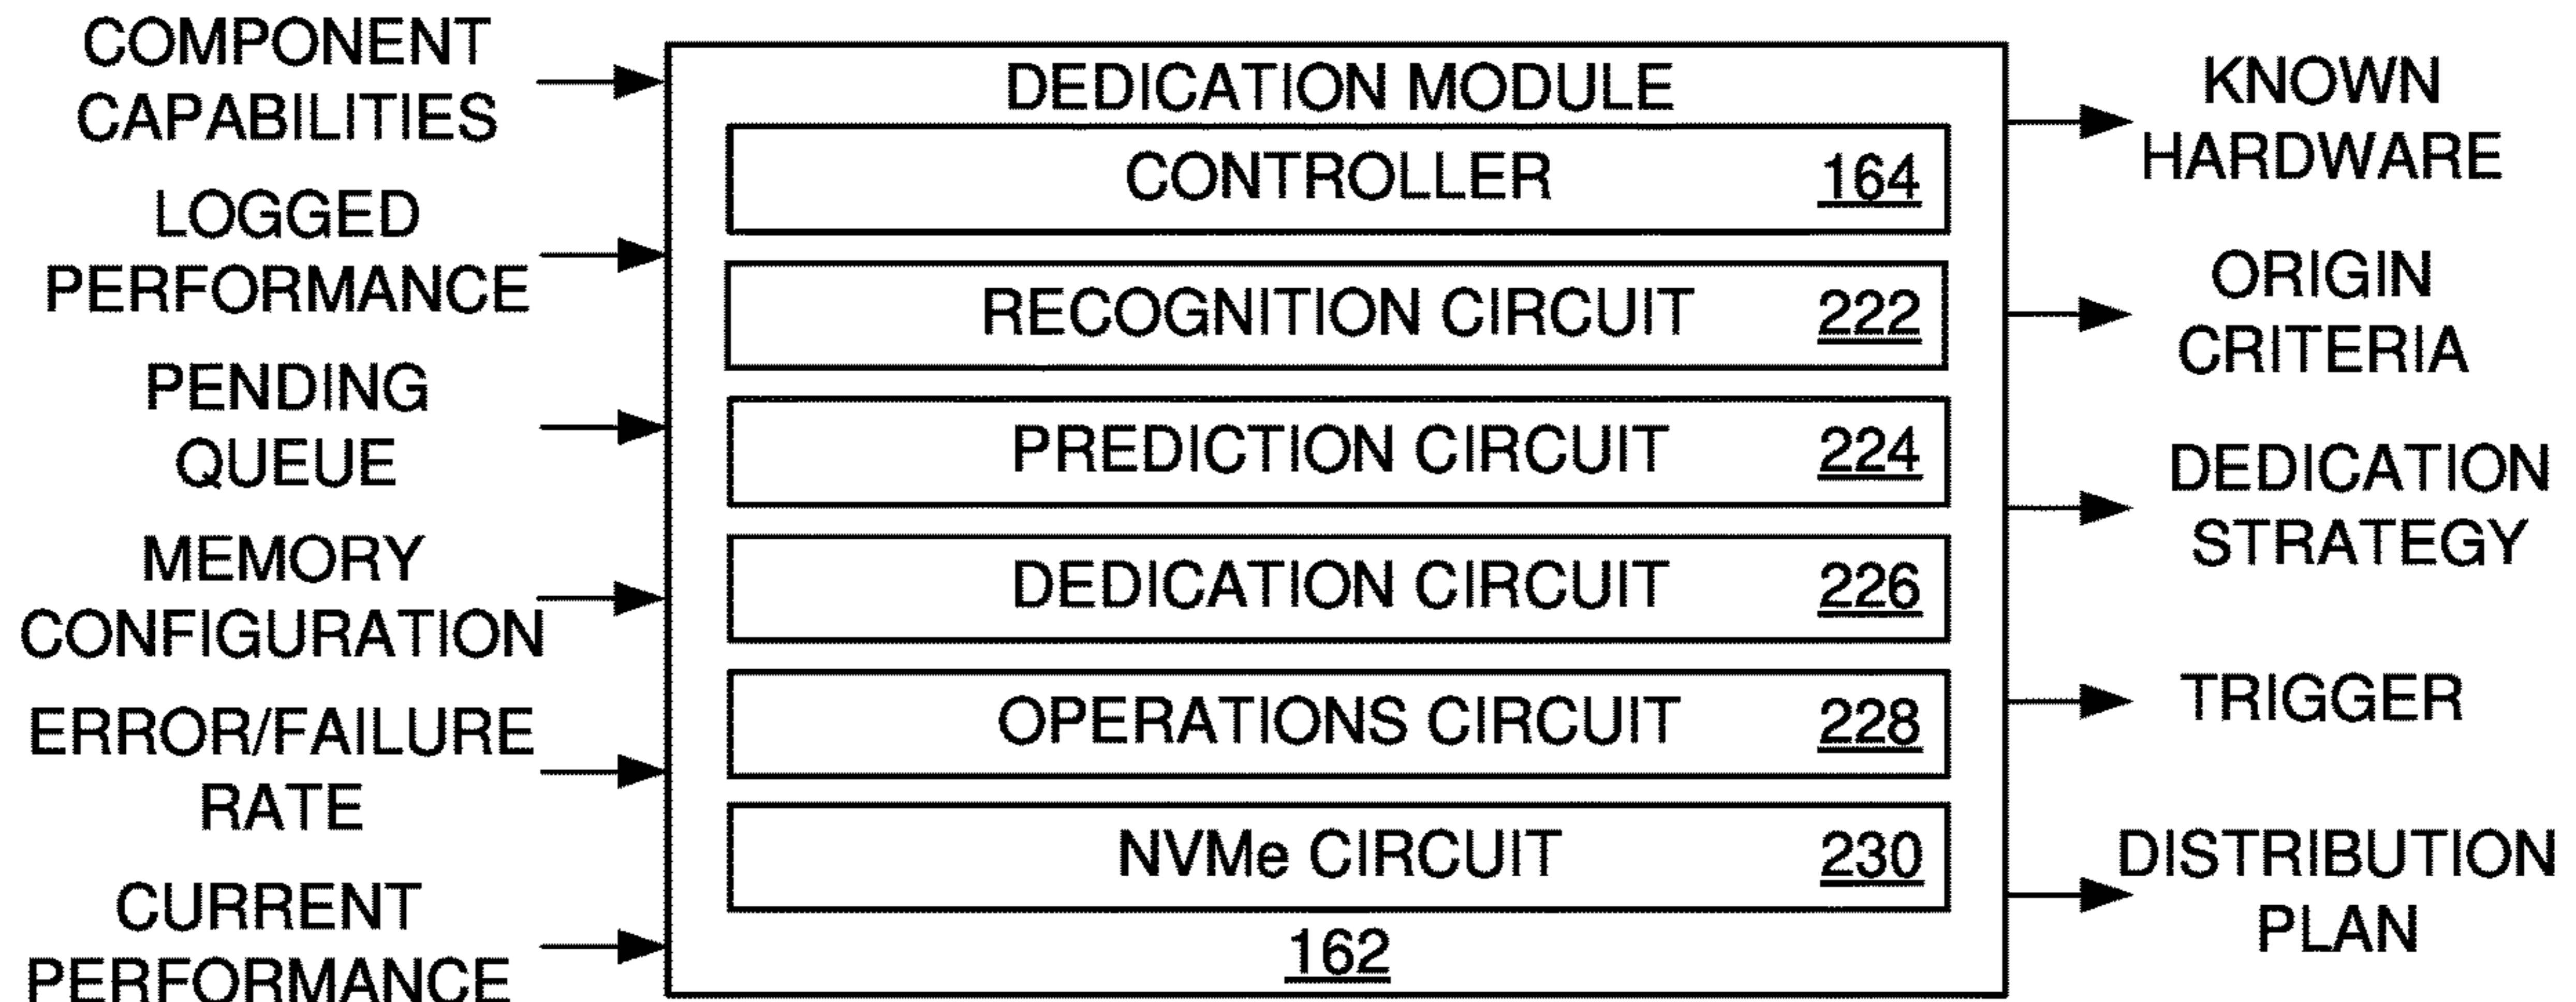 COMPONENT
CAPABILITIES
LOGGED
PERFORMANCE
PENDING
QUEUE
MEMORY
CONFIGURATION
ERROR/FAILURE
RATE
CURRENT
PERFORMANCE
DEDICATION MODULE
CONTROLLER 164
RECOGNITION CIRCUIT 222
PREDICTION CIRCUIT 224
DEDICATION CIRCUIT 226
OPERATIONS CIRCUIT 228
NVMe CIRCUIT 230
162
KNOWN
HARDWARE
ORIGIN
CRITERIA
DEDICATION
STRATEGY
TRIGGER
DISTRIBUTION
PLAN